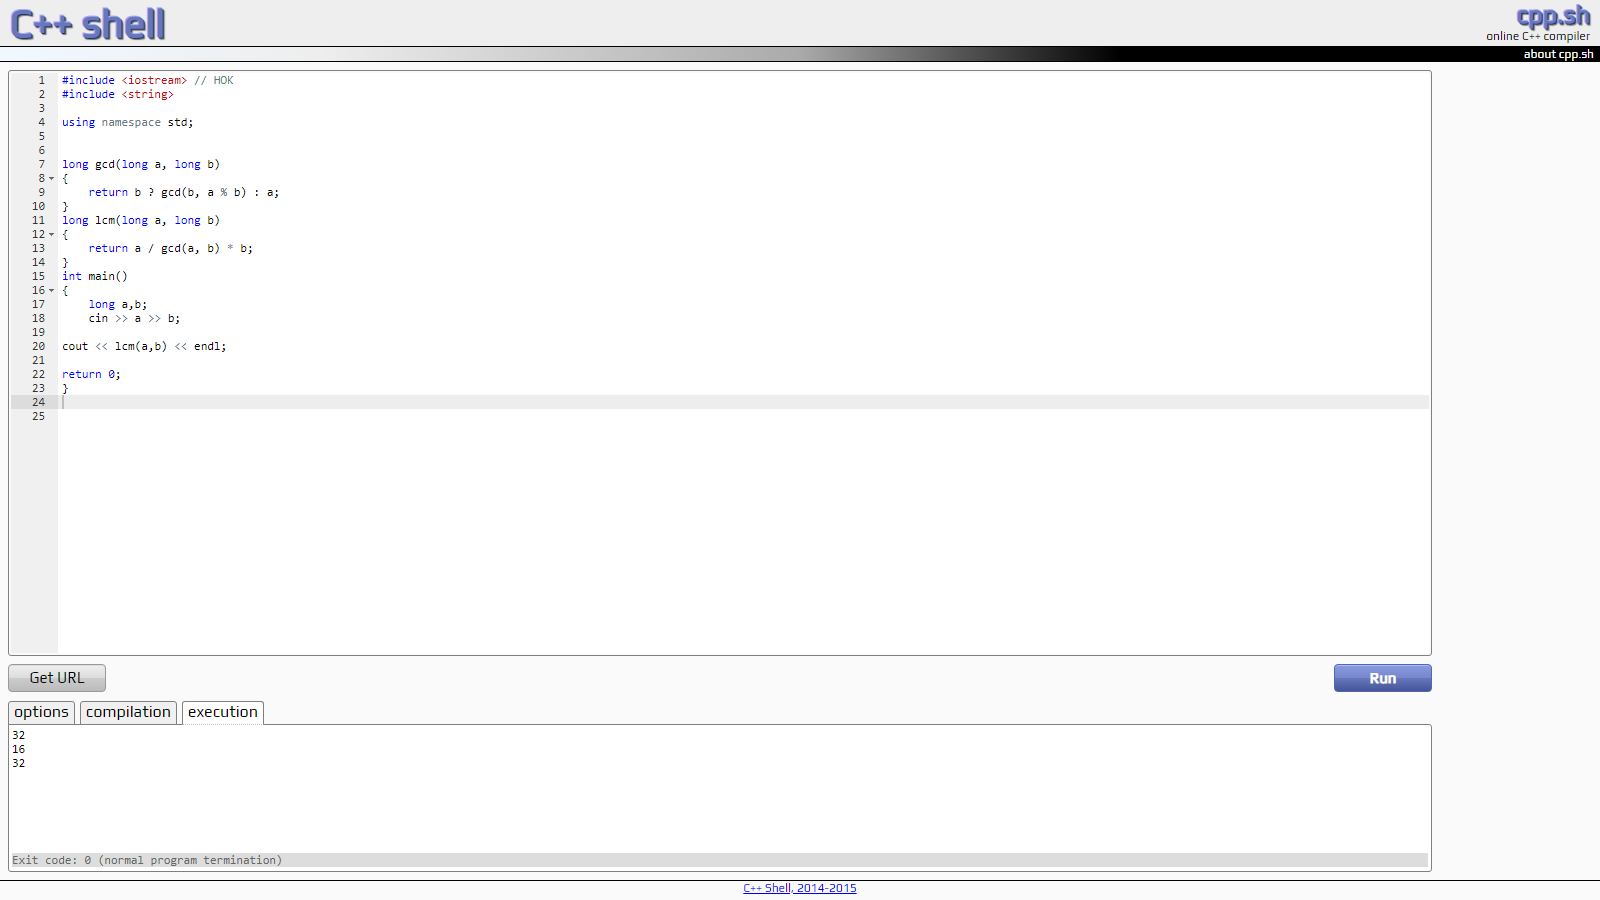 C++ shell
cpp.sh
online C++ compiler
about cpp.sh
1 #include <iostream> // HOK
2 #include <string>
3
4 using namespace std;
5
6
7 long gcd(long a, long b)
8 {
9     return b ? gcd(b, a % b) : a;
10 }
11 long lcm(long a, long b)
12 {
13     return a / gcd(a, b) * b;
14 }
15 int main()
16 {
17     long a,b;
18     cin >> a >> b;
19
20 cout << lcm(a,b) << endl;
21
22 return 0;
23 }
24
25
Get URL
Run
options compilation execution
32
16
32
Exit code: 0 (normal program termination)
C++ Shell, 2014-2015